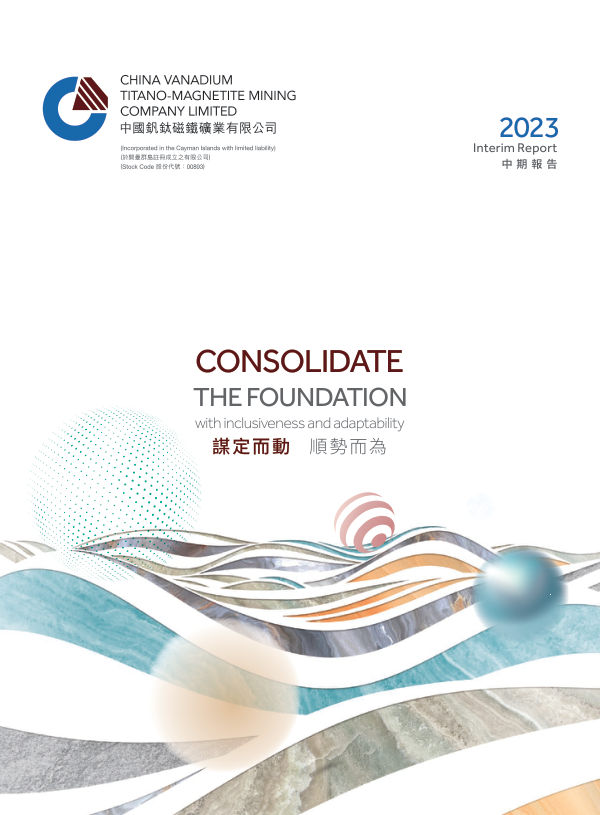 CHINA VANADIUM
TITANO-MAGNETITE MINING
COMPANY LIMITED
中國釩鈦磁鐵礦業有限公司
(Incorporated in the Cayman Islands with limited liability)
(於開曼群島註冊成立之有限公司)
(Stock Code 股份代號：00893)
2023
Interim Report
中期報告
CONSOLIDATE
THE FOUNDATION
with inclusiveness and adaptability
謀定而動 順勢而為